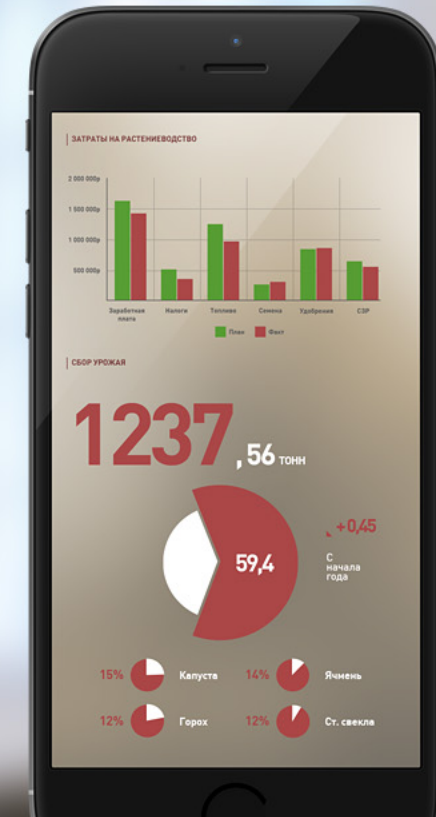 ЗАТРАТЫ НА РАСТЕНИЕВОДСТВО
2 000 000р
1 500 000р
1 000 000р
500 000р
Заработная
плата
Налоги
Топливо
Семена
Удобрения
СЗР
План
Факт
СБОР УРОЖАЯ
1237,56 тонн
59,4
+0,45
С
начала
года
15% Капуста 14% Ячмень
12% Горох 12% Ст. свекла